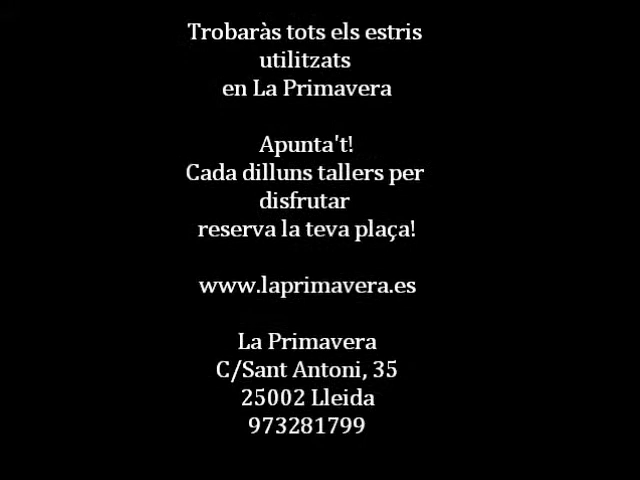 Trobaràs tots els estris
utilitzats
en La Primavera
Apunta't!
Cada dilluns tallers per
disfrutar
reserva la teva plaça!
www.laprimavera.es
La Primavera
C/Sant Antoni, 35
25002 Lleida
973281799